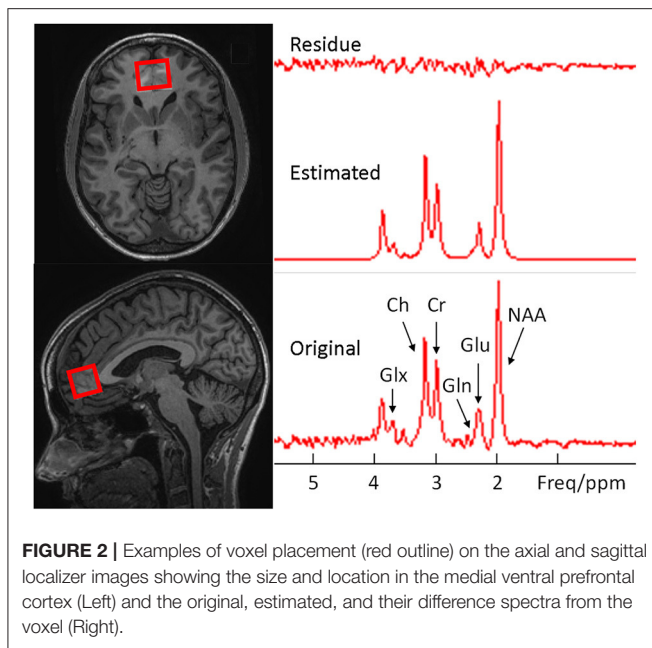 Residue
Estimated
Original
Glx
Ch
Cr
Gln
Glu
NAA
5 4 3 2 Freq/ppm
FIGURE 2 | Examples of voxel placement (red outline) on the axial and sagittal
localizer images showing the size and location in the medial ventral prefrontal
cortex (Left) and the original, estimated, and their difference spectra from the
voxel (Right).